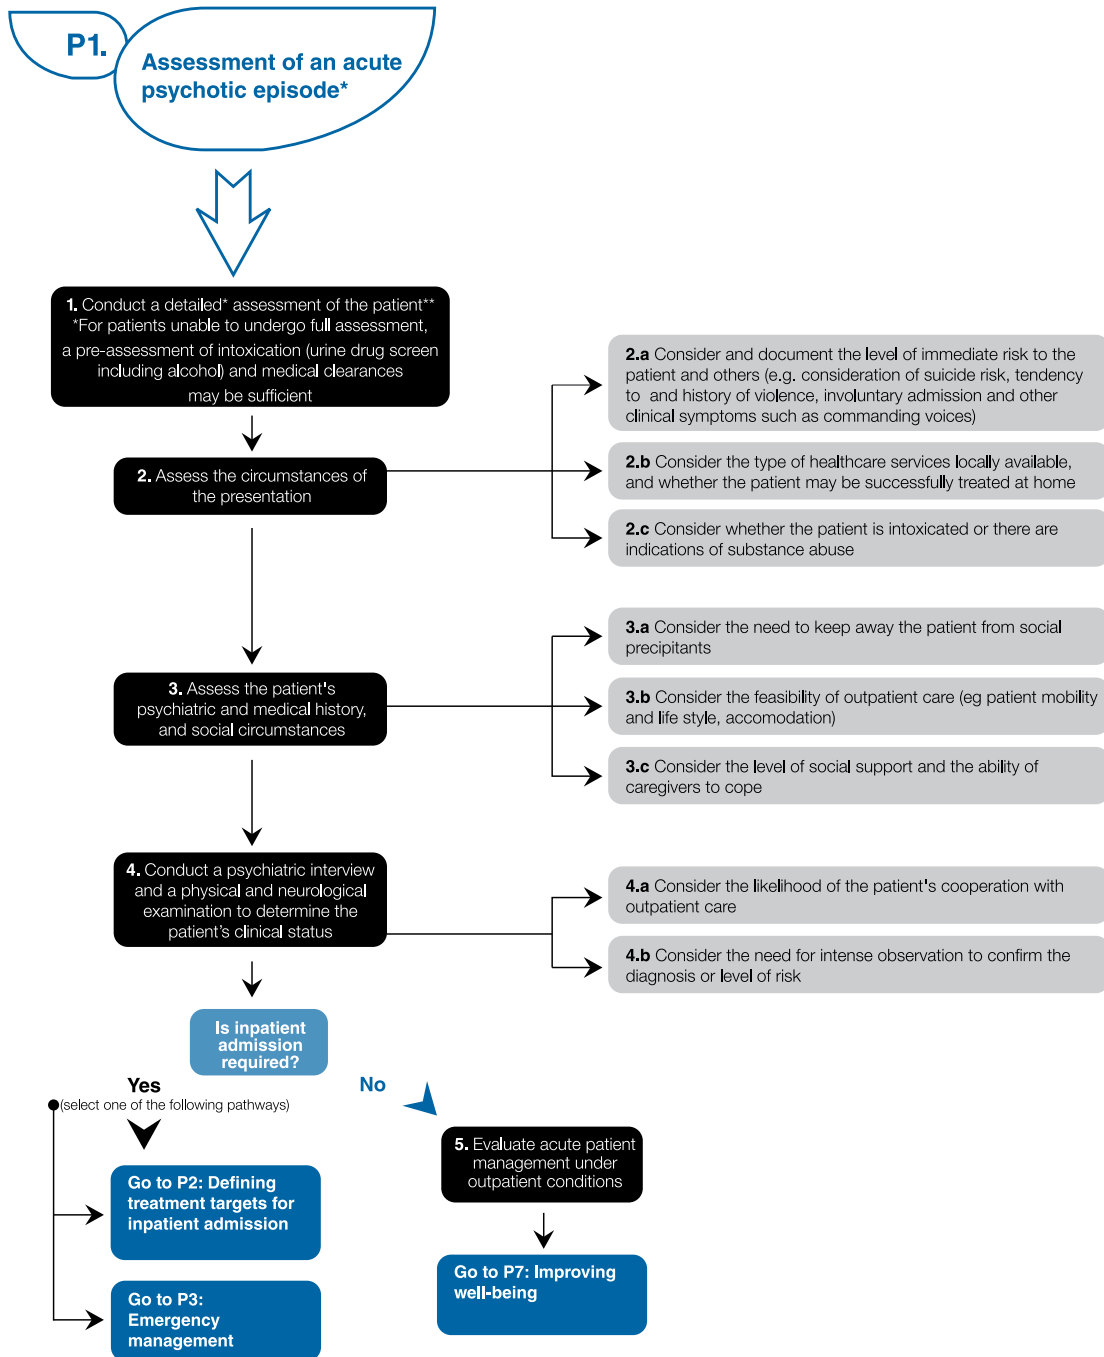 P1.
Assessment of an acute
psychotic episode*
1. Conduct a detailed* assessment of the patient**
*For patients unable to undergo full assessment,
a pre-assessment of intoxication (urine drug screen
including alcohol) and medical clearances
may be sufficient
2.a Consider and document the level of immediate risk to the
patient and others (e.g. consideration of suicide risk, tendency
to and history of violence, involuntary admission and other
clinical symptoms such as commanding voices)
2. Assess the circumstances of
the presentation
2.b Consider the type of healthcare services locally available,
and whether the patient may be successfully treated at home
2.c Consider whether the patient is intoxicated or there are
indications of substance abuse
3.a Consider the need to keep away the patient from social
precipitants
3. Assess the patient's
psychiatric and medical history,
and social circumstances
3.b Consider the feasibility of outpatient care (eg patient mobility
and life style, accomodation)
3.c Consider the level of social support and the ability of
caregivers to cope
4. Conduct a psychiatric interview
and a physical and neurological
examination to determine the
patient’s clinical status
4.a Consider the likelihood of the patient's cooperation with
outpatient care
4.b Consider the need for intense observation to confirm the
diagnosis or level of risk
Is inpatient
admission
required?
Yes
(select one of the following pathways)
No
Go to P2: Defining
treatment targets for
inpatient admission
Go to P3:
Emergency
management
5. Evaluate acute patient
management under
outpatient conditions
Go to P7: Improving
well-being